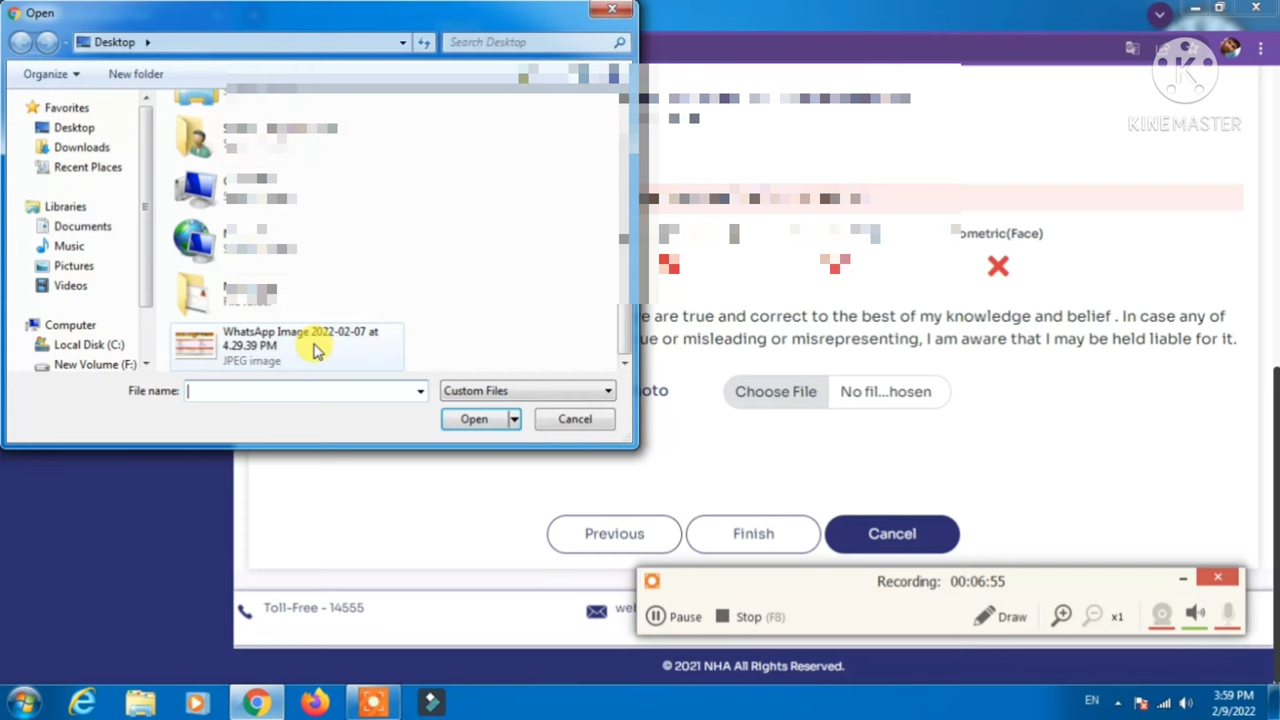 Open
Desktop
Search Desktop
Organize
New folder
KINEMASTER
Favorites
Desktop
Downloads
Recent Places
Libraries
Documents
Music
Pictures
Videos
Computer
Local Disk (C:)
New Volume (F:)
WhatsApp Image 2022-02-07 at
4.29.39 PM
JPEG image
File name:
Custom Files
Open
Cancel
ometric(Face)
e are true and correct to the best of my knowledge and belief . In case any of
ue or misleading or misrepresenting, I am aware that I may be held liable for it.
oto
Choose File
No fil...hosen
Previous
Finish
Cancel
Toll-Free - 14555
we
Recording: 00:06:55
Pause
Stop (F8)
Draw
x1
© 2021 NHA All Rights Reserved.
EN
3:59 PM
2/9/2022